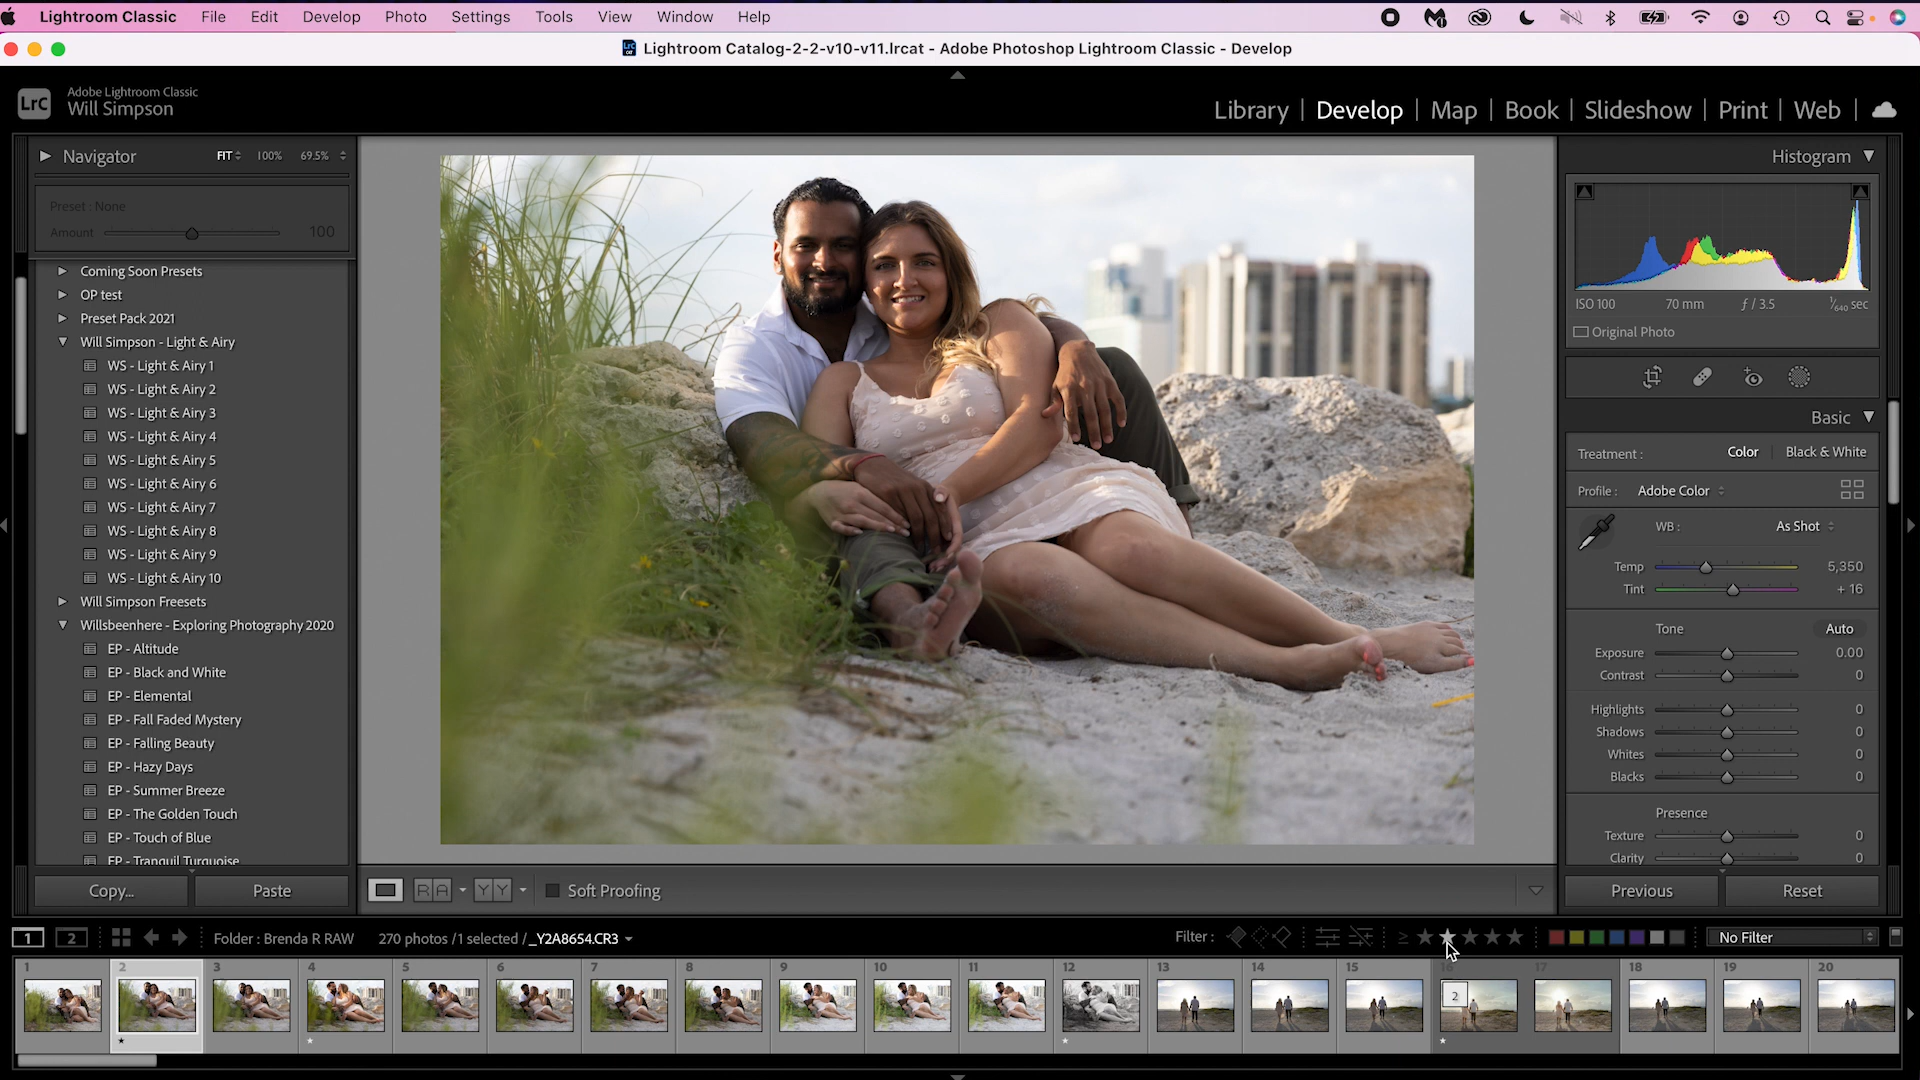 Lightroom Classic File Edit Develop Photo Settings Tools View Window Help
Lightroom Catalog-2-2-v10-v11.lrcat - Adobe Photoshop Lightroom Classic - Develop
LrC
Adobe Lightroom Classic
Will Simpson
Library | Develop | Map | Book | Slideshow | Print | Web |
Navigator FIT 100% 69.5%
Preset : None
Amount 100
Coming Soon Presets
OP test
Preset Pack 2021
Will Simpson - Light & Airy
WS - Light & Airy 1
WS - Light & Airy 2
WS - Light & Airy 3
WS - Light & Airy 4
WS - Light & Airy 5
WS - Light & Airy 6
WS - Light & Airy 7
WS - Light & Airy 8
WS - Light & Airy 9
WS - Light & Airy 10
Will Simpson Freesets
Willsbeenhere - Exploring Photography 2020
EP - Altitude
EP - Black and White
EP - Elemental
EP - Fall Faded Mystery
EP - Falling Beauty
EP - Hazy Days
EP - Summer Breeze
EP - The Golden Touch
EP - Touch of Blue
EP - Tranquil Turquoise
Copy... Paste
R A Y Y Soft Proofing
Histogram
ISO 100 70 mm ƒ / 3.5 1/640 sec
Original Photo
Basic
Treatment : Color Black & White
Profile : Adobe Color
WB : As Shot
Temp 5,350
Tint + 16
Tone Auto
Exposure 0.00
Contrast 0
Highlights 0
Shadows 0
Whites 0
Blacks 0
Presence
Texture 0
Clarity 0
Previous Reset
1 2 Folder : Brenda R RAW 270 photos / 1 selected / _Y2A8654.CR3 Filter : ≥ No Filter
1 2 3 4 5 6 7 8 9 10 11 12 13 14 15 16 17 18 19 20
2